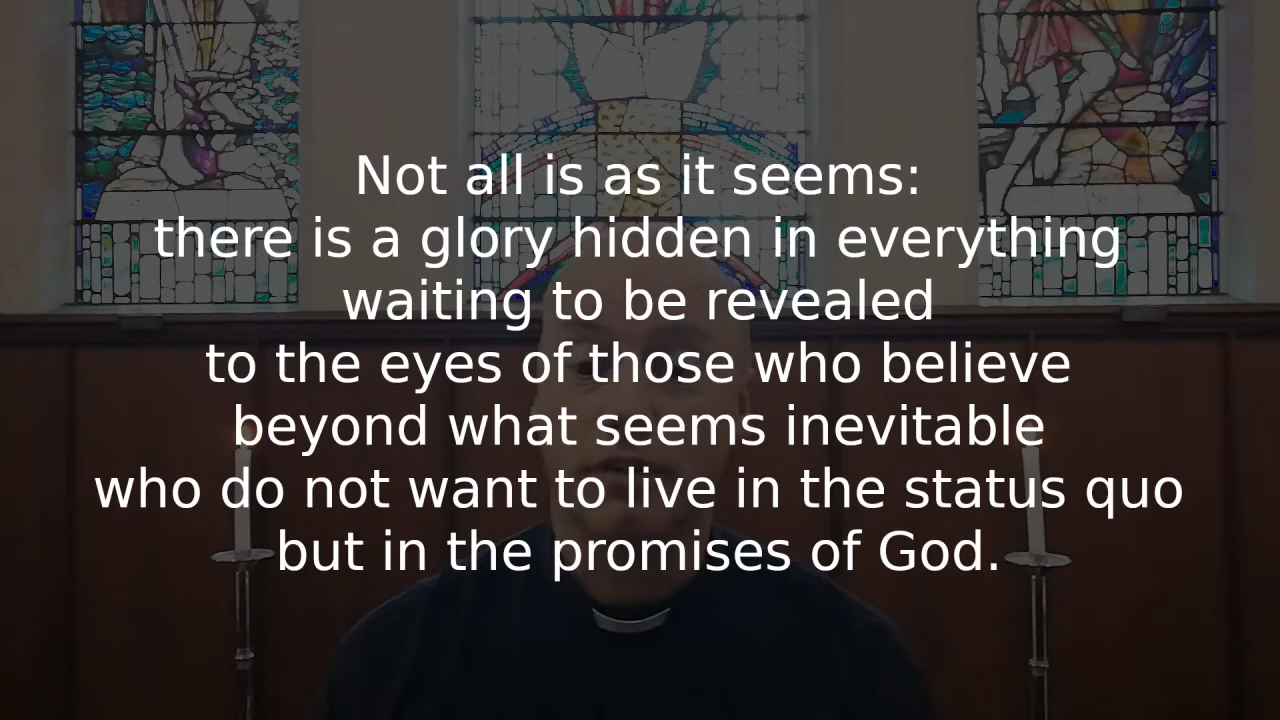 Not all is as it seems:
there is a glory hidden in everything
waiting to be revealed
to the eyes of those who believe
beyond what seems inevitable
who do not want to live in the status quo
but in the promises of God.